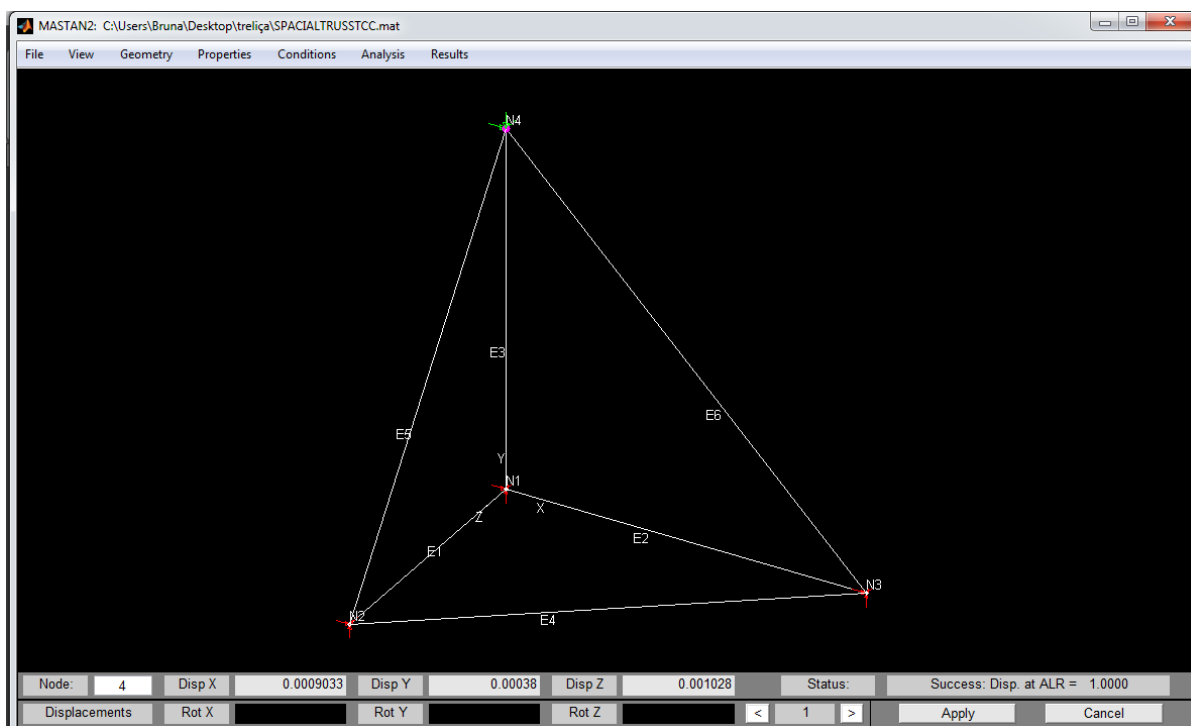 MASTAN2: C:\Users\Bruna\Desktop\treliça\SPACIALTRUSSTCC.mat
File View Geometry Properties Conditions Analysis Results
N4
E3
E5
E6
Y
N1
Z
X
E1
E2
N3
N2
E4
Node: 4 Disp X 0.0009033 Disp Y 0.00038 Disp Z 0.001028 Status: Success: Disp. at ALR = 1.0000
Displacements Rot X Rot Y Rot Z < 1 > Apply Cancel